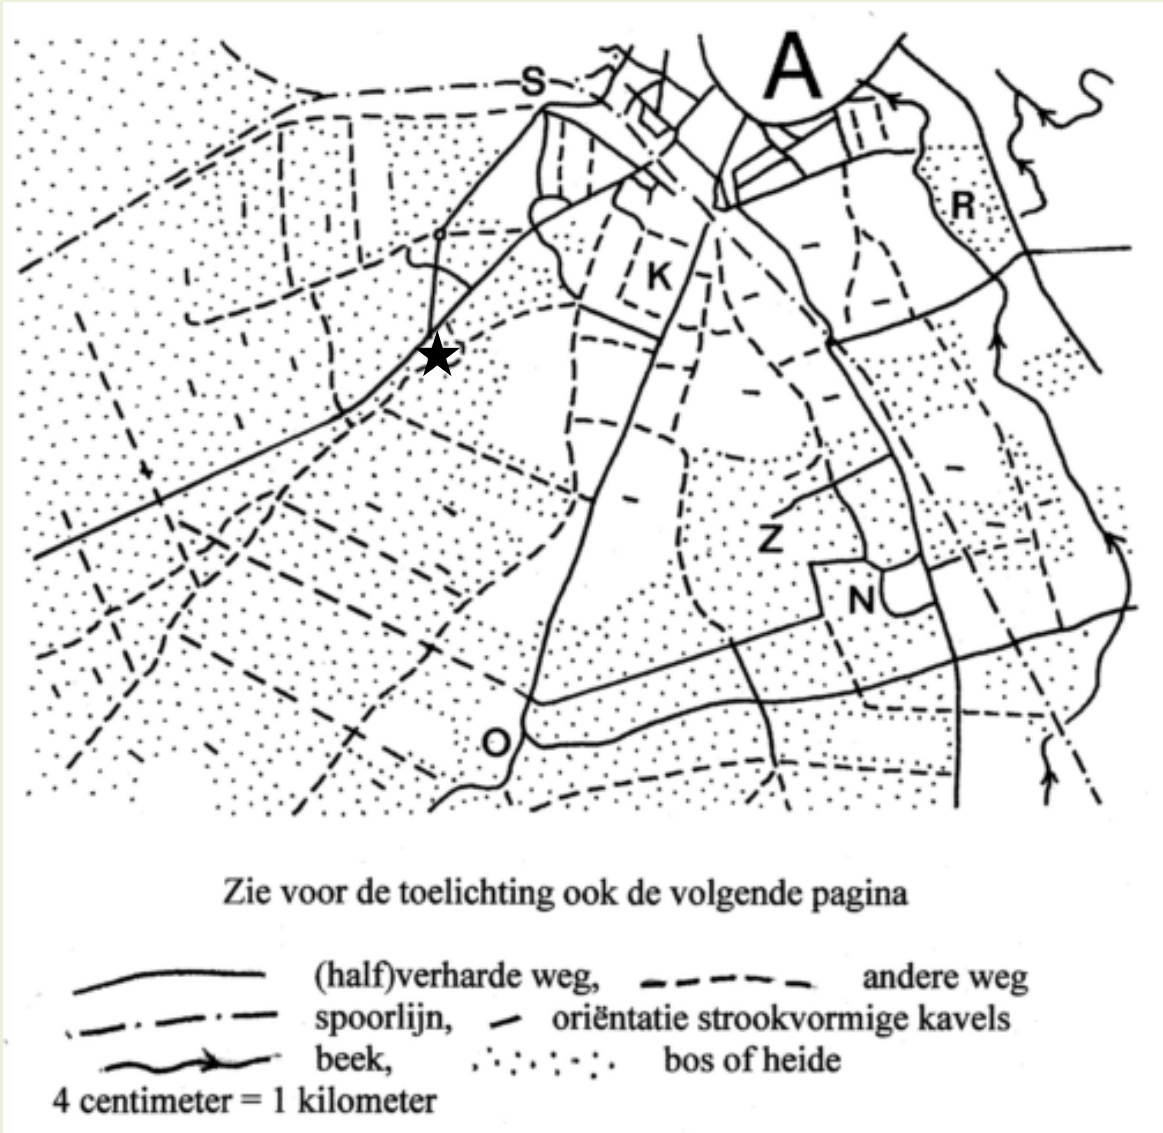 A
S
R
K
Z
N
O
Zie voor de toelichting ook de volgende pagina
(half)verharde weg, andere weg
spoorlijn, oriëntatie strookvormige kavels
beek, bos of heide
4 centimeter = 1 kilometer